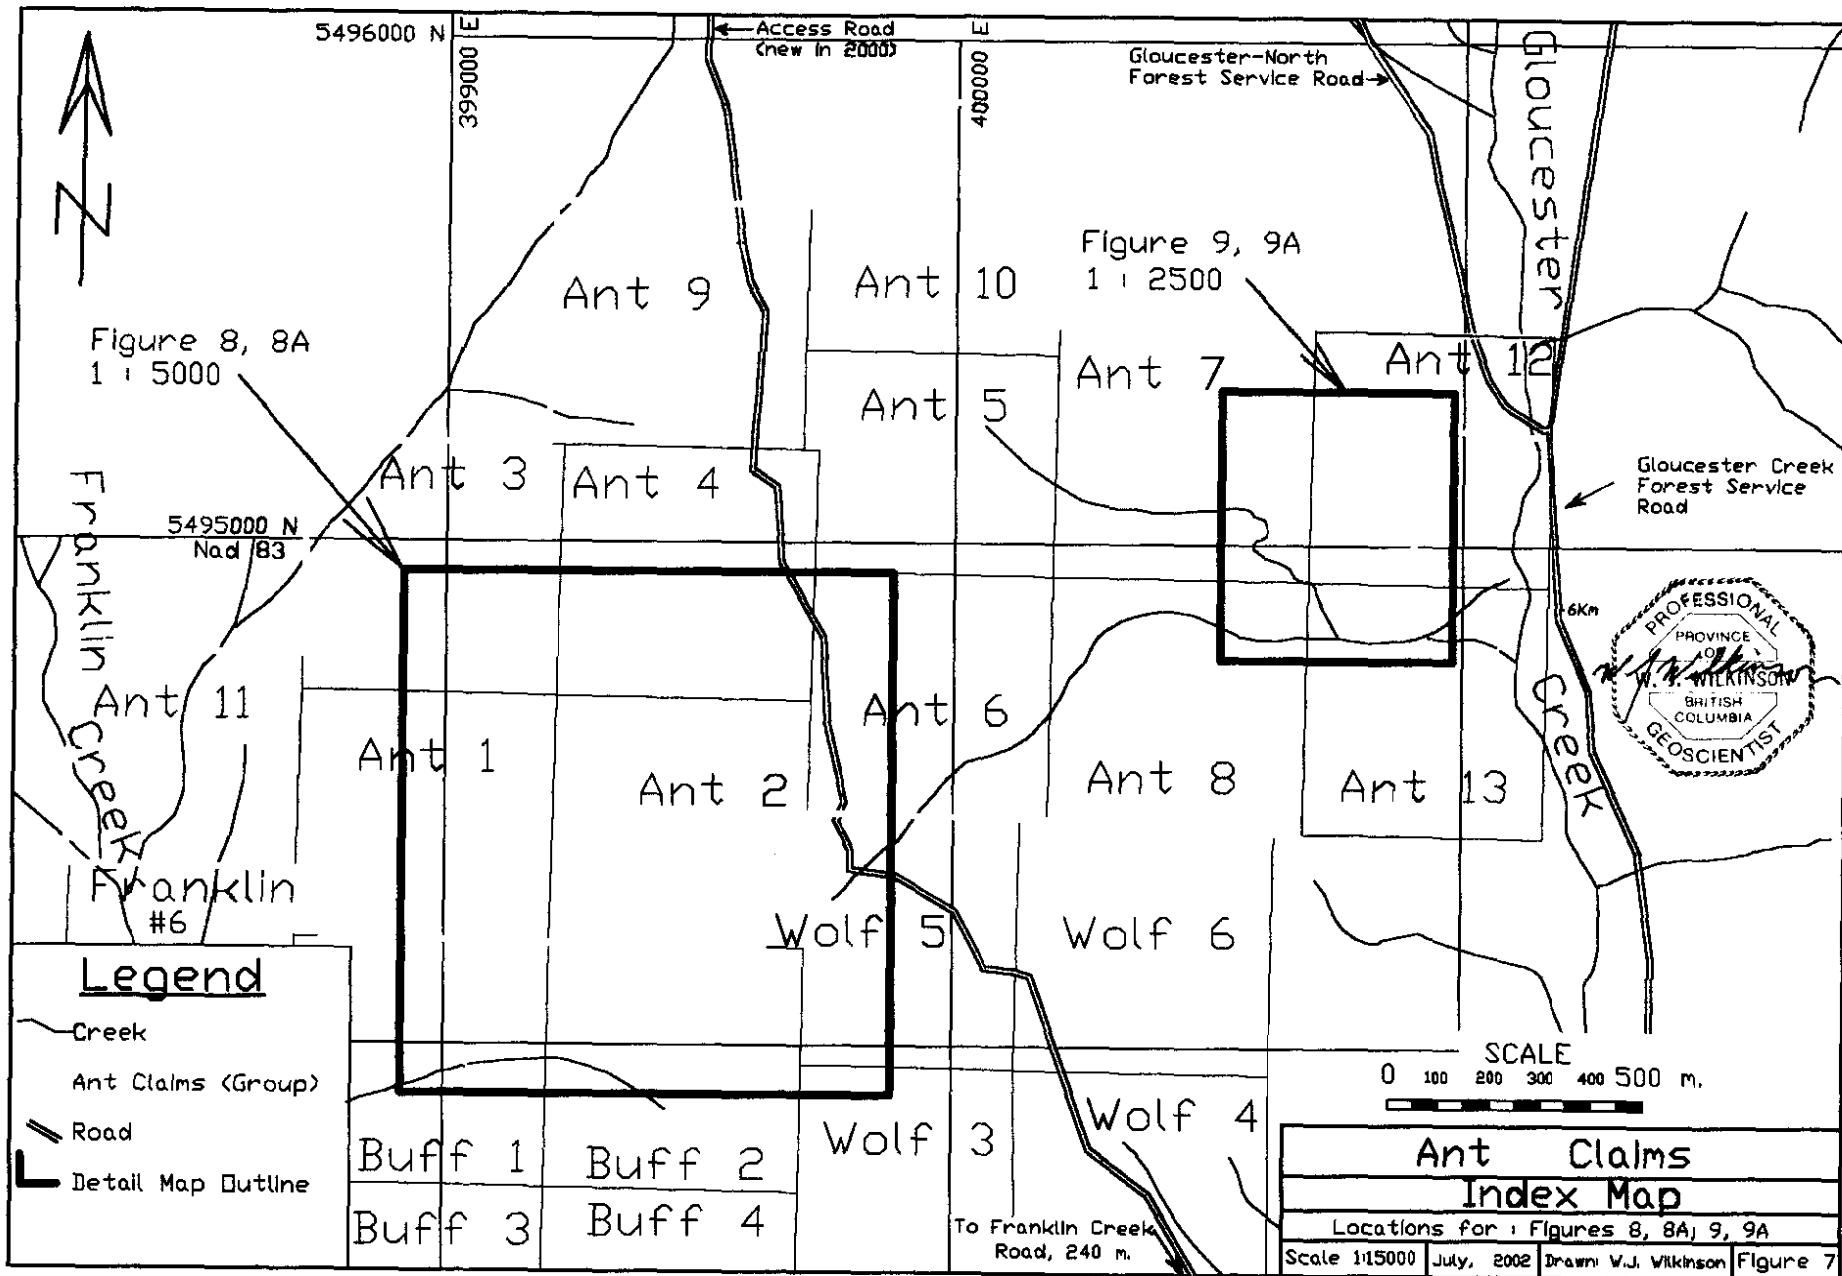 5496000 N
399000 E
Access Road
(new in 2000)
400000 E
Gloucester-North
Forest Service Road
Gloucester
N
Figure 9, 9A
1 : 2500
Ant 9
Ant 10
Figure 8, 8A
1 : 5000
Ant 7
Ant 12
Ant 5
Ant 3
Ant 4
Gloucester Creek
Forest Service
Road
Franklin
5495000 N
Nad 83
6Km
PROFESSIONAL
PROVINCE
OF
W. J. WILKINSON
BRITISH
COLUMBIA
GEOSCIENTIST
Ant 11
Ant 6
Creek
Creek
Ant 1
Ant 2
Ant 8
Ant 13
Franklin
#6
Wolf 5
Wolf 6
Legend
Creek
Ant Claims (Group)
Road
Detail Map Outline
SCALE
0 100 200 300 400 500 m.
Wolf 3
Wolf 4
Buff 1
Buff 2
Buff 3
Buff 4
To Franklin Creek
Road, 240 m.
Ant Claims
Index Map
Locations for : Figures 8, 8A; 9, 9A
Scale 1:15000
July, 2002
Drawn: W.J. Wilkinson
Figure 7